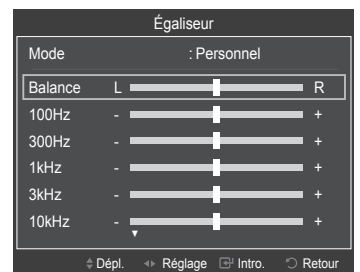 Égaliseur
Mode : Personnel
Balance L R
100Hz - +
300Hz - +
1kHz - +
3kHz - +
10kHz - +
Dépl. Réglage Intro. Retour